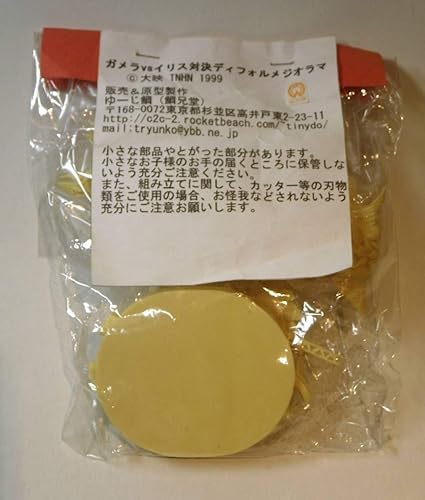 ガメラvsイリス対決ディフォルメジオラマ
© 大映 TNHN 1999
販売&原型製作
ゆーじ鯛(鯛兄堂)
〒168-0072東京都杉並区高井戸東2-23-11
http://c2c-2.rocketbeach.com/~tinydo/
mail:tryunko@ybb.ne.jp
小さな部品やとがった部分があります。
小さなお子様のお手の届くところに保管しな
いよう充分ご注意ください。
また、組み立てに関して、カッター等の刃物
類をご使用の場合、お怪我などされないよう
充分にご注意お願いします。